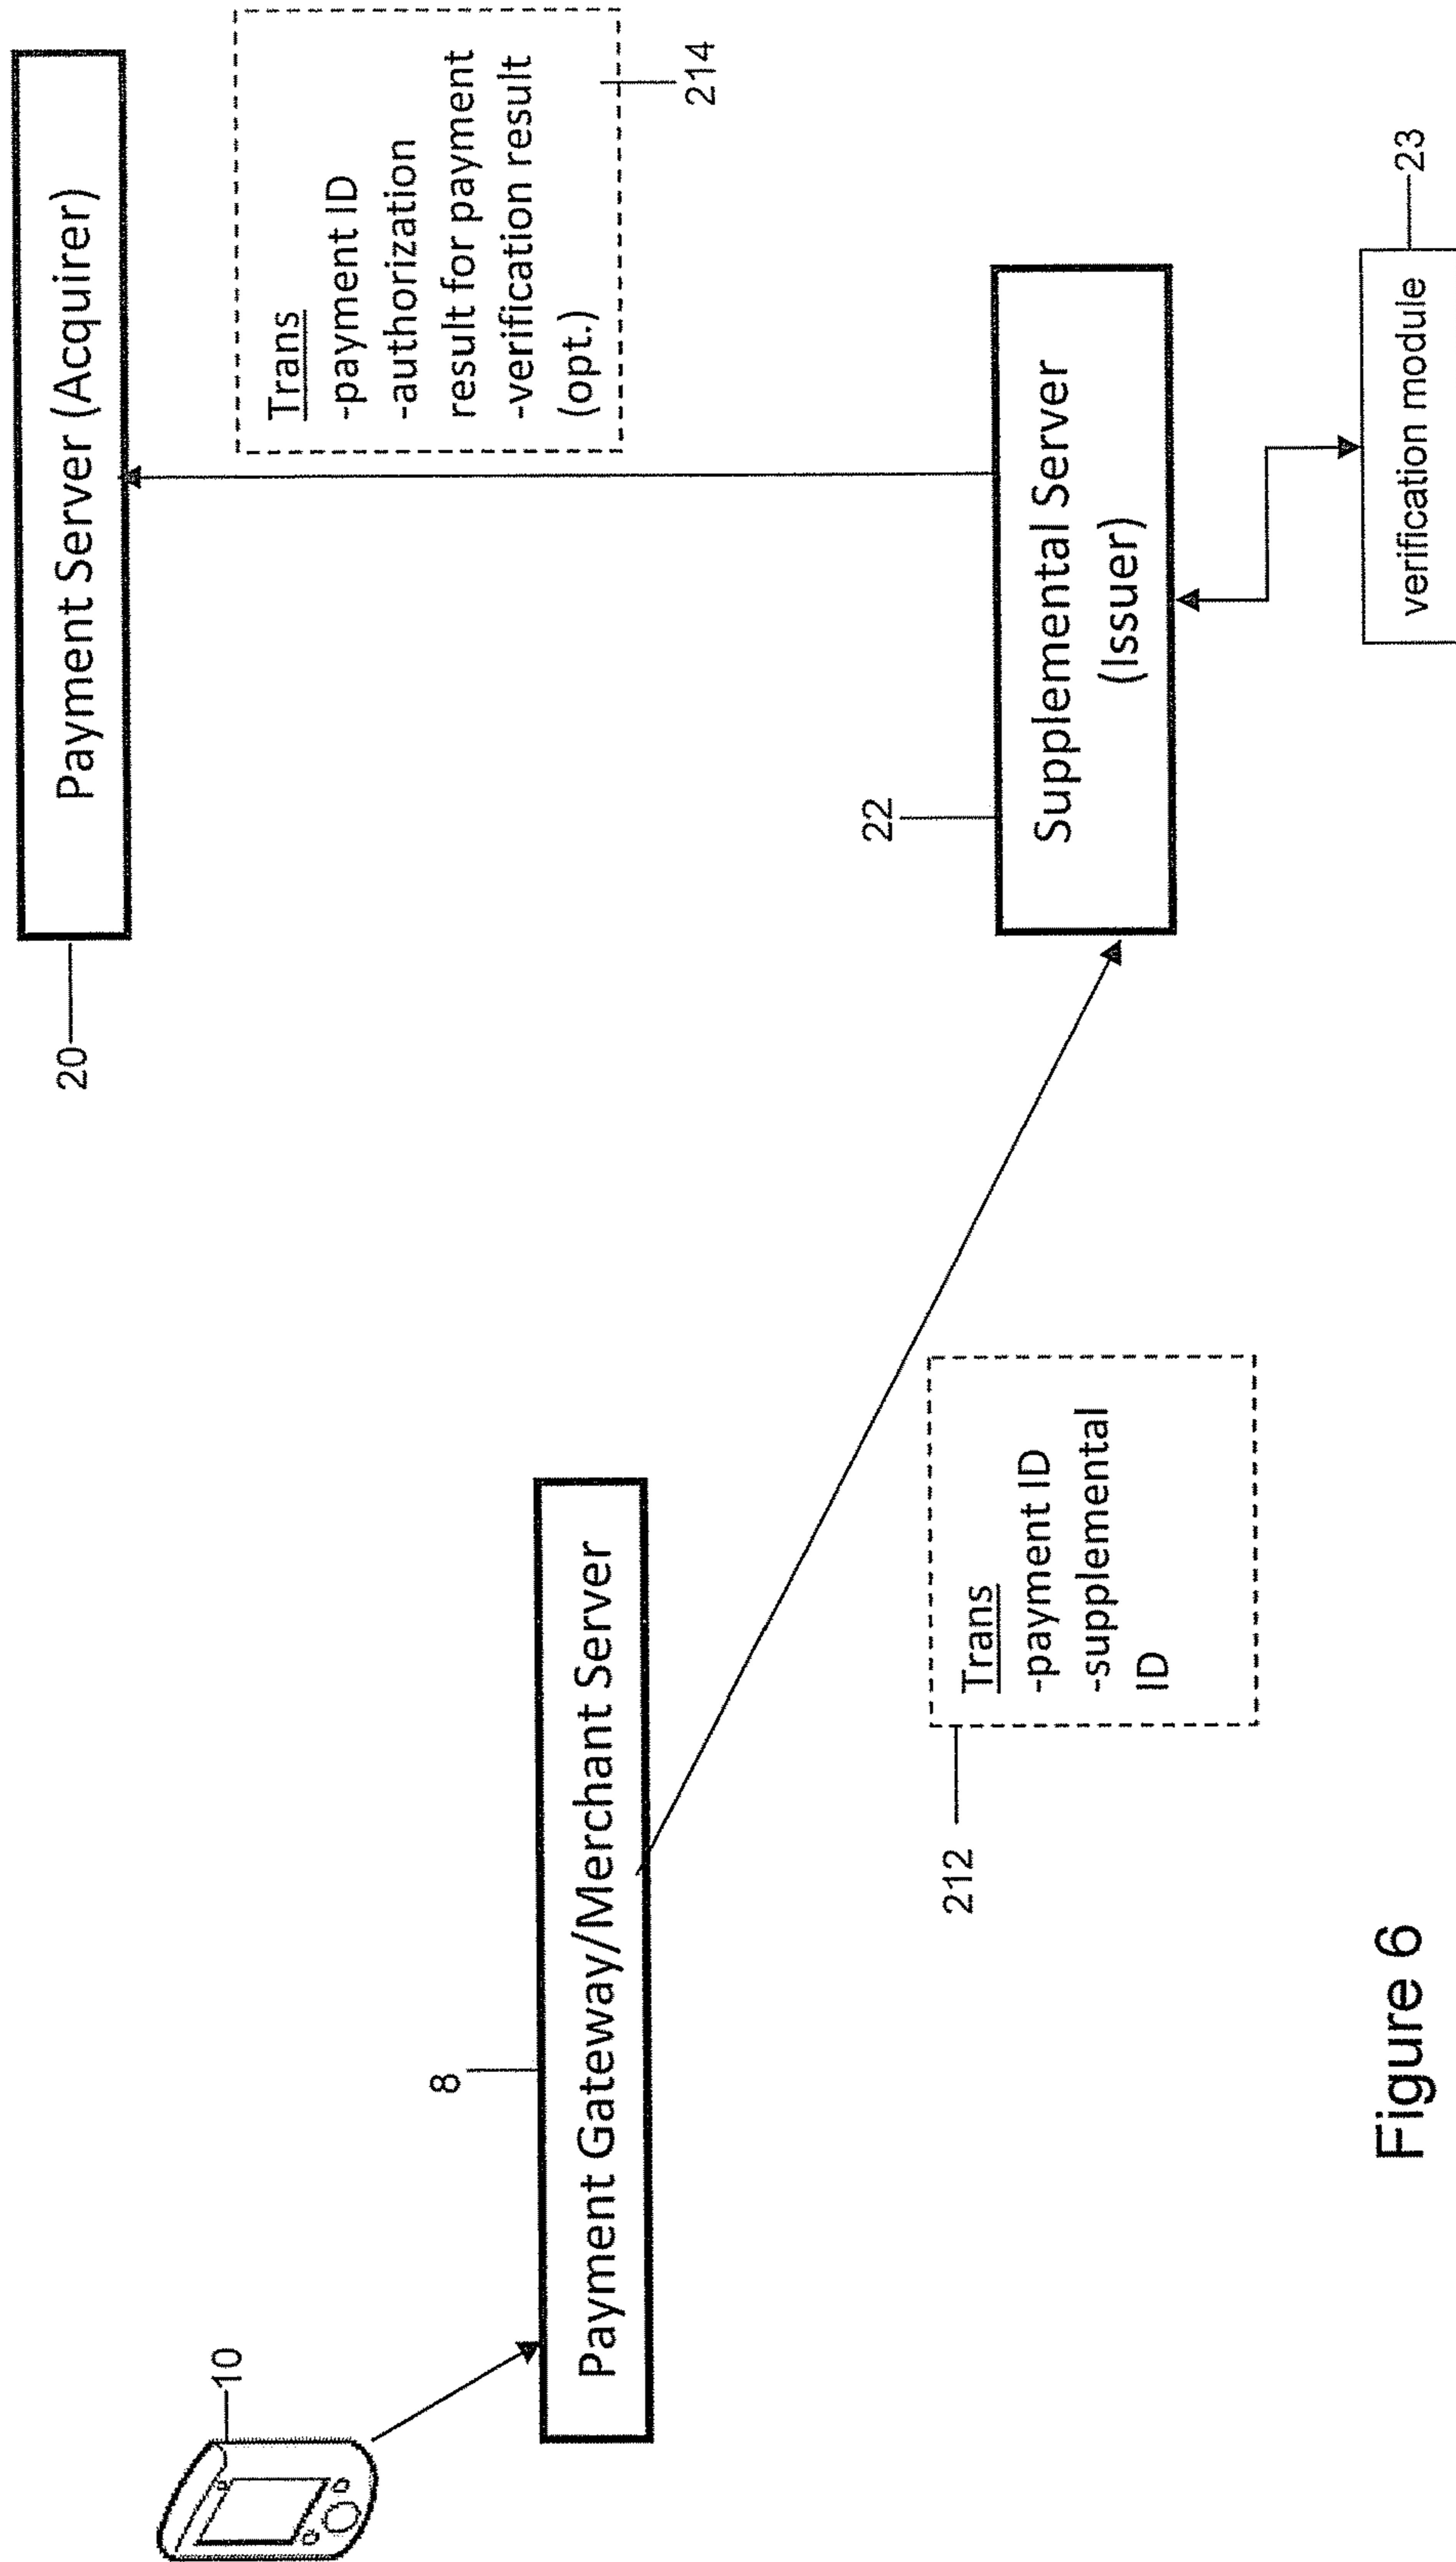 Payment Server (Acquirer)
20
Trans
-payment ID
-authorization
result for payment
-verification result
(opt.)
214
10
8
Payment Gateway/Merchant Server
22
Supplemental Server
(Issuer)
212
Trans
-payment ID
-supplemental
ID
verification module
23
Figure 6